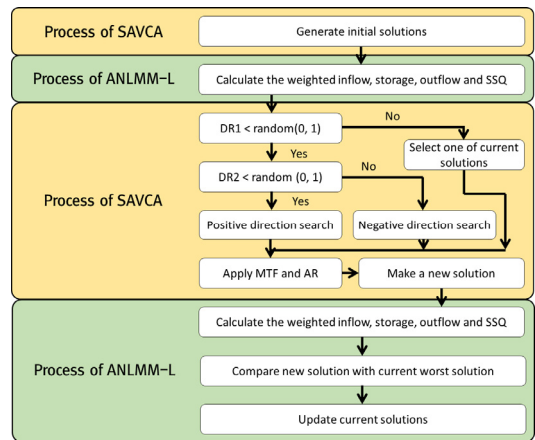 Process of SAVCA
Generate initial solutions
Process of ANLMM-L
Calculate the weighted inflow, storage, outflow and SSQ
Process of SAVCA
DR1 < random(0, 1)
No
Yes
Select one of current
solutions
DR2 < random (0, 1)
No
Yes
Positive direction search
Negative direction search
Apply MTF and AR
Make a new solution
Process of ANLMM-L
Calculate the weighted inflow, storage, outflow and SSQ
Compare new solution with current worst solution
Update current solutions